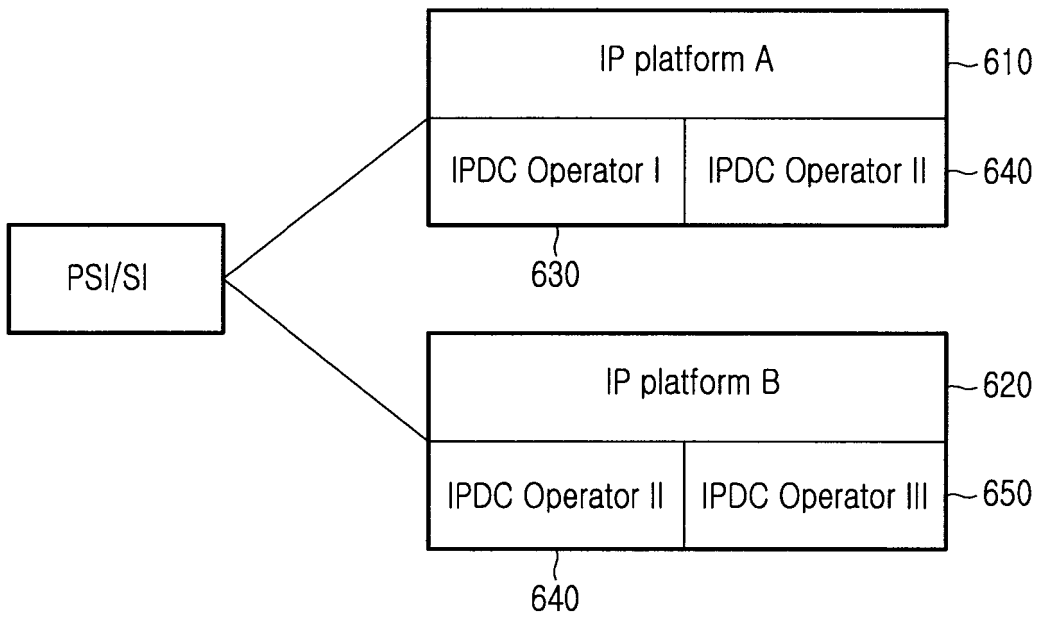 IP platform A
610
IPDC Operator I
IPDC Operator II
640
630
PSI/SI
IP platform B
620
IPDC Operator II
IPDC Operator III
650
640